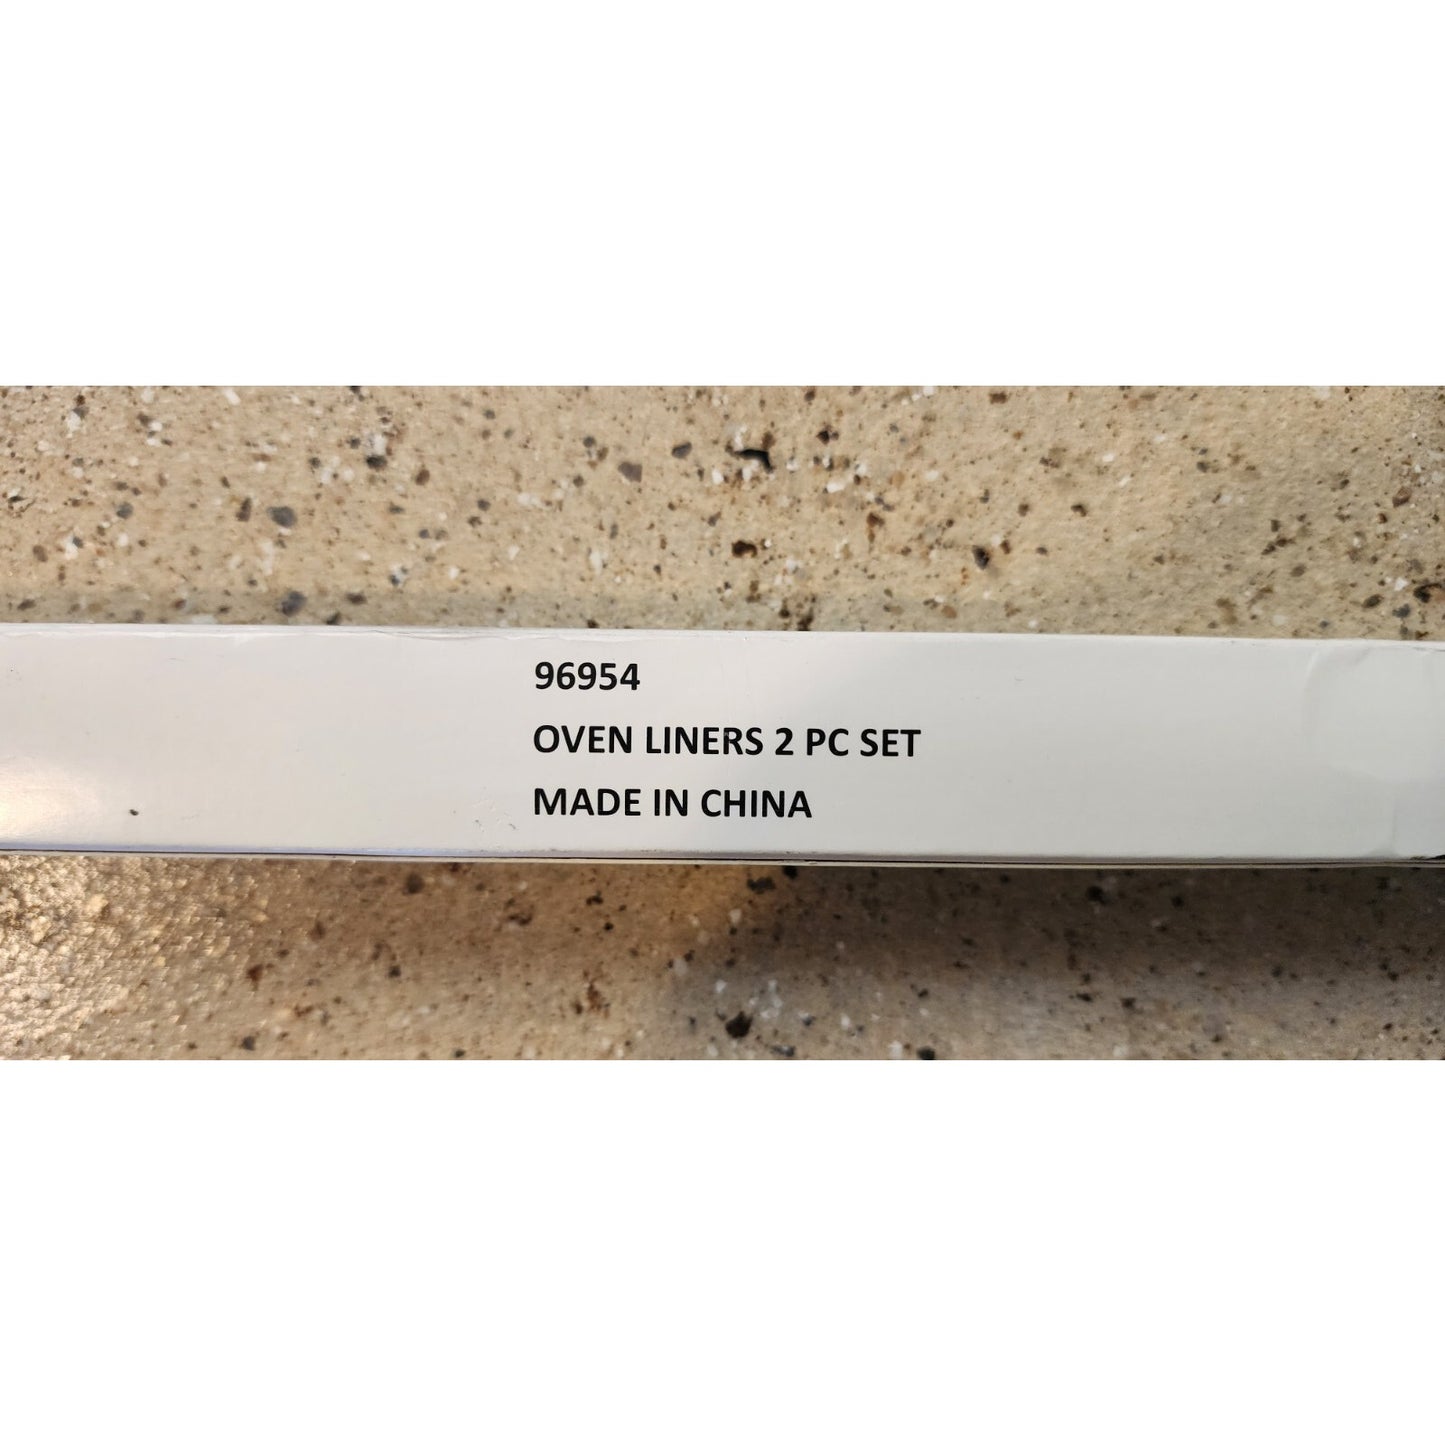 96954
OVEN LINERS 2 PC SET
MADE IN CHINA